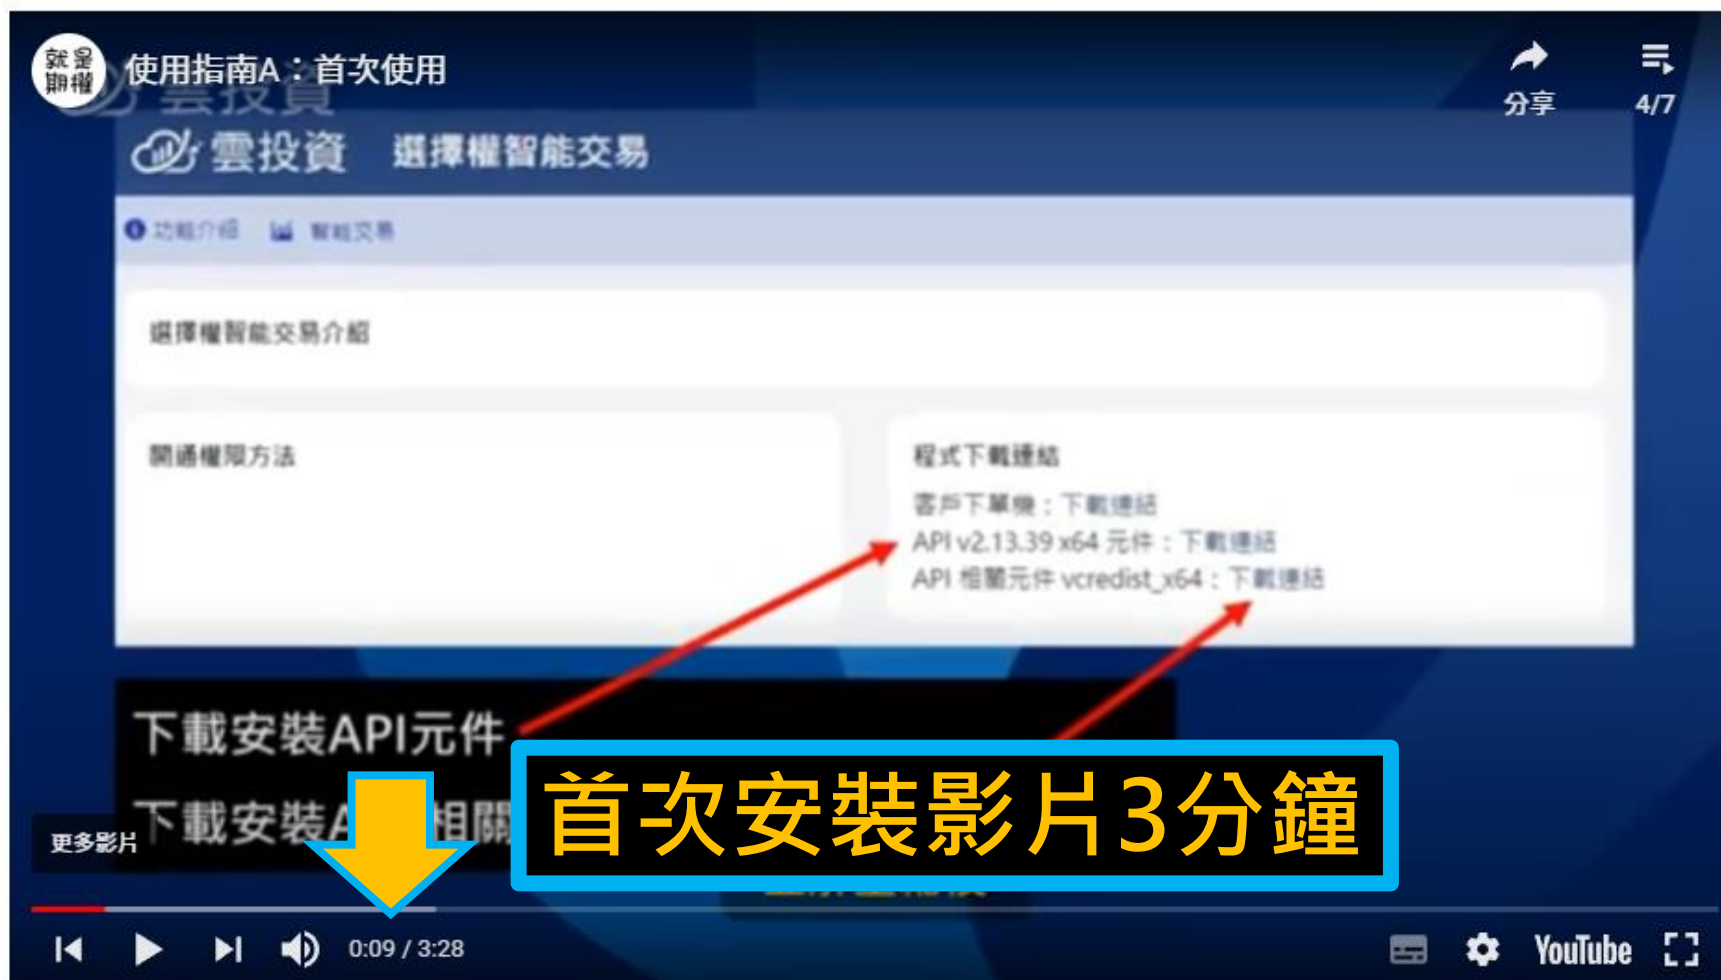 就是
期權
使用指南A：首次使用
分享
4/7
雲投資
雲投資 選擇權智能交易
功能介紹 智能交易
選擇權智能交易介紹
開通權限方法
程式下載連結
客戶下單機：下載連結
API v2.13.39 x64 元件：下載連結
API 相關元件 vcredist_x64：下載連結
下載安裝API元件
下載安裝A 相關
首次安裝影片3分鐘
更多影片
0:09 / 3:28
YouTube